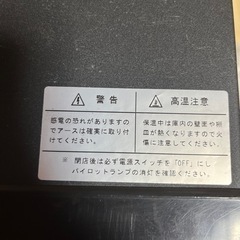 ⚠ 警告
感電の恐れがありますの
でアースは確実に取り付
けてください。
⚠ 高温注意
保温中は庫内の壁面や棚
皿が熱くなりますので火
傷に注意してください。
※ 閉店後は必ず電源スイッチを「OFF」にし
パイロットランプの消灯を確認ください。